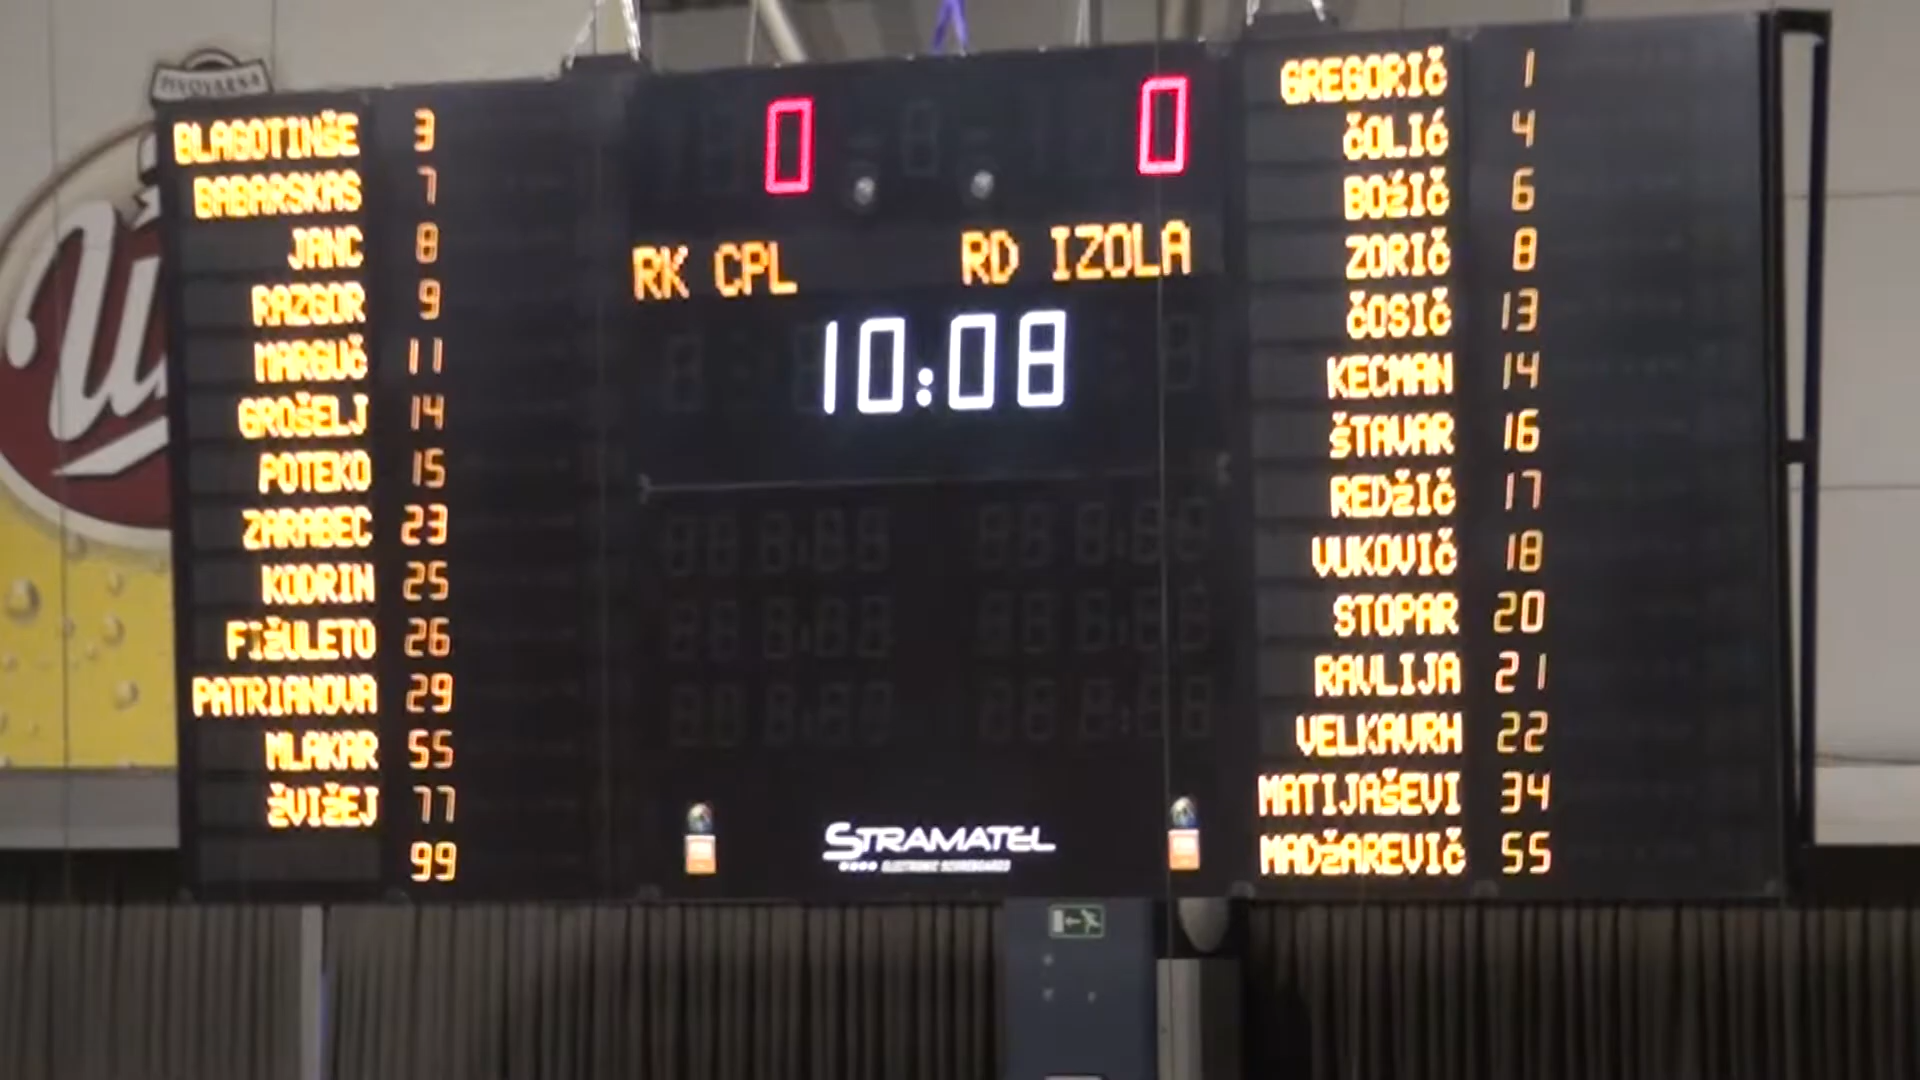 PIVOVARNA
BLAGOTINŠE 3
BABARSKAS 7
JANC 8
RAZGOR 9
MARGUČ 11
GROŠELJ 14
POTEKO 15
ZARABEC 23
KODRIN 25
FIŽULETO 26
PATRIANOVA 29
MLAKAR 55
ŽVIŽEJ 77
99
0 0
RK CPL RD IZOLA
10:08
STRAMATEL
ELECTRONIC SCOREBOARDS
GREGORIČ 1
ČOLIĆ 4
BOŽIČ 6
ZORIČ 8
ČOSIČ 13
KECMAN 14
ŠTAVAR 16
REDŽIČ 17
VUKOVIČ 18
STOPAR 20
RAVLIJA 21
VELKAVRH 22
MATIJAŠEVI 34
MADŽAREVIČ 55